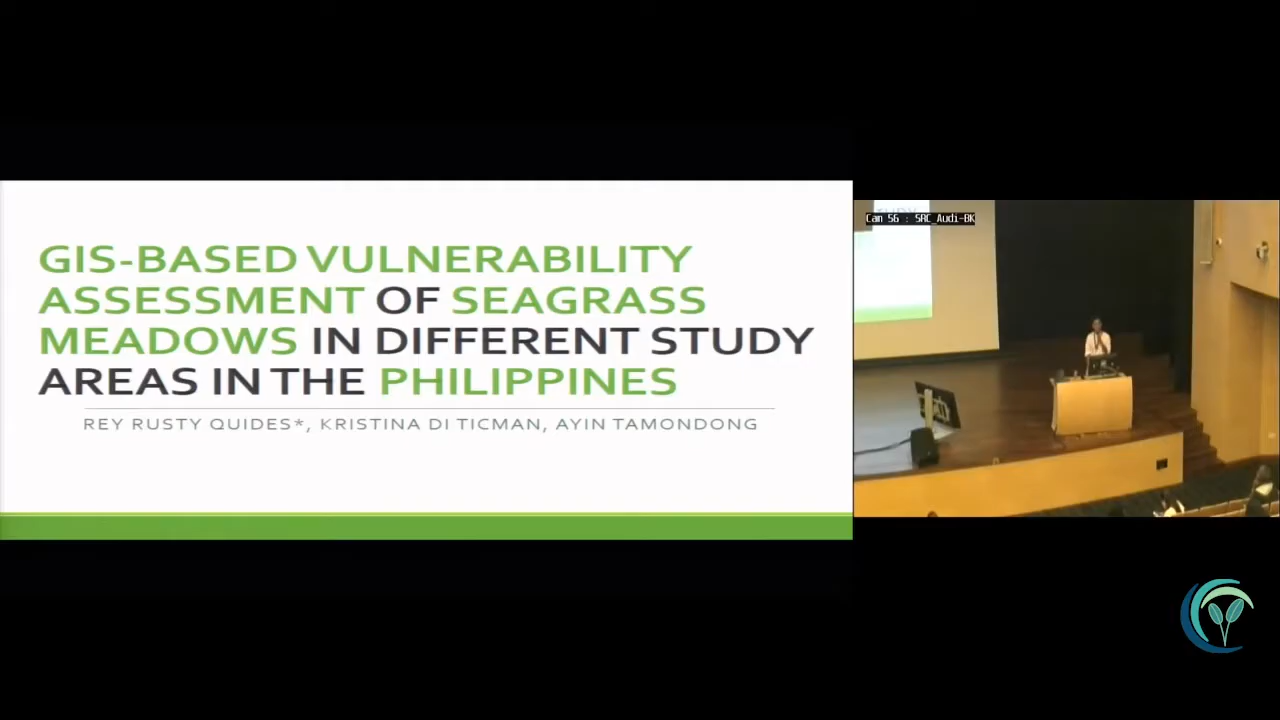 GIS-BASED VULNERABILITY
ASSESSMENT OF SEAGRASS
MEADOWS IN DIFFERENT STUDY
AREAS IN THE PHILIPPINES
REY RUSTY QUIDES*, KRISTINA DI TICMAN, AYIN TAMONDONG
Cam 56 : SRC_Audi-BK